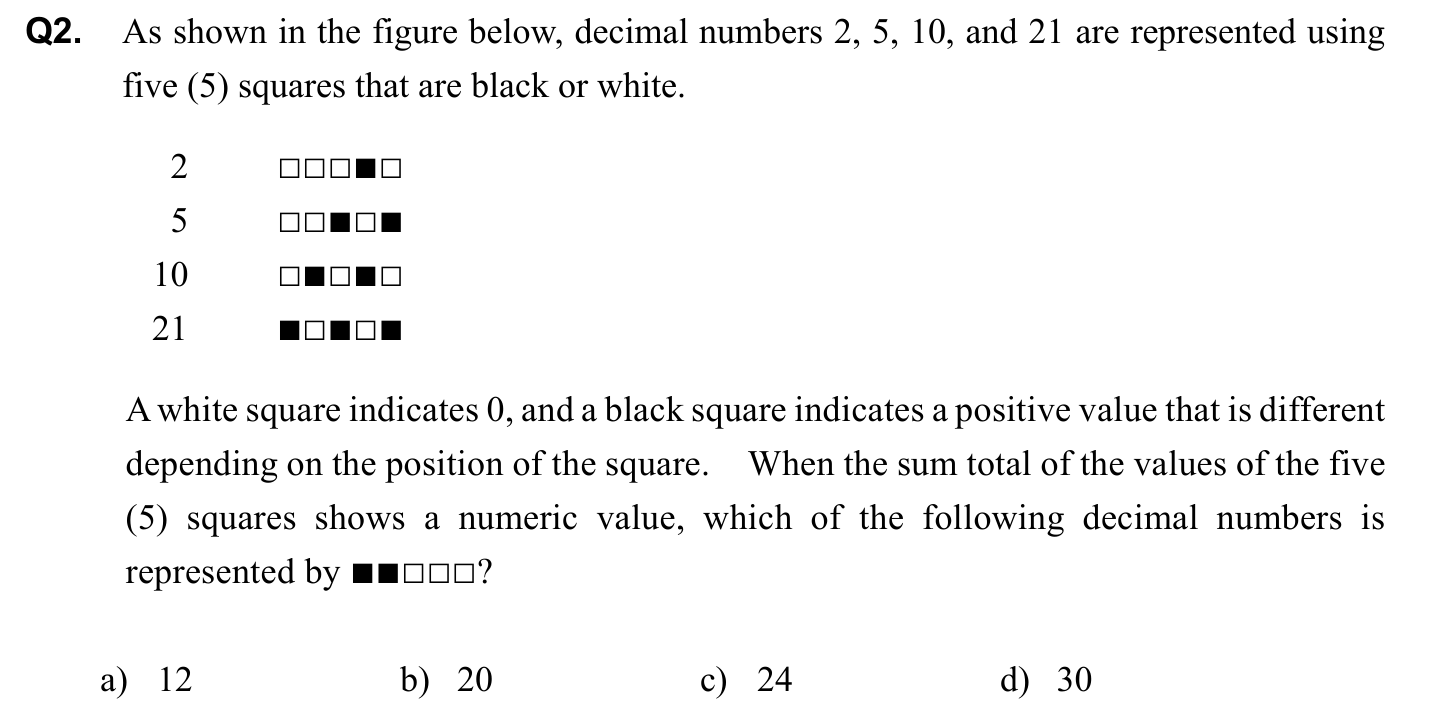 Q2. As shown in the figure below, decimal numbers 2, 5, 10, and 21 are represented using
five (5) squares that are black or white.
2 □□□■□
5 □□■□■
10 □■□■□
21 ■□■□■
A white square indicates 0, and a black square indicates a positive value that is different
depending on the position of the square. When the sum total of the values of the five
(5) squares shows a numeric value, which of the following decimal numbers is
represented by ■■□□□?
a) 12 b) 20 c) 24 d) 30